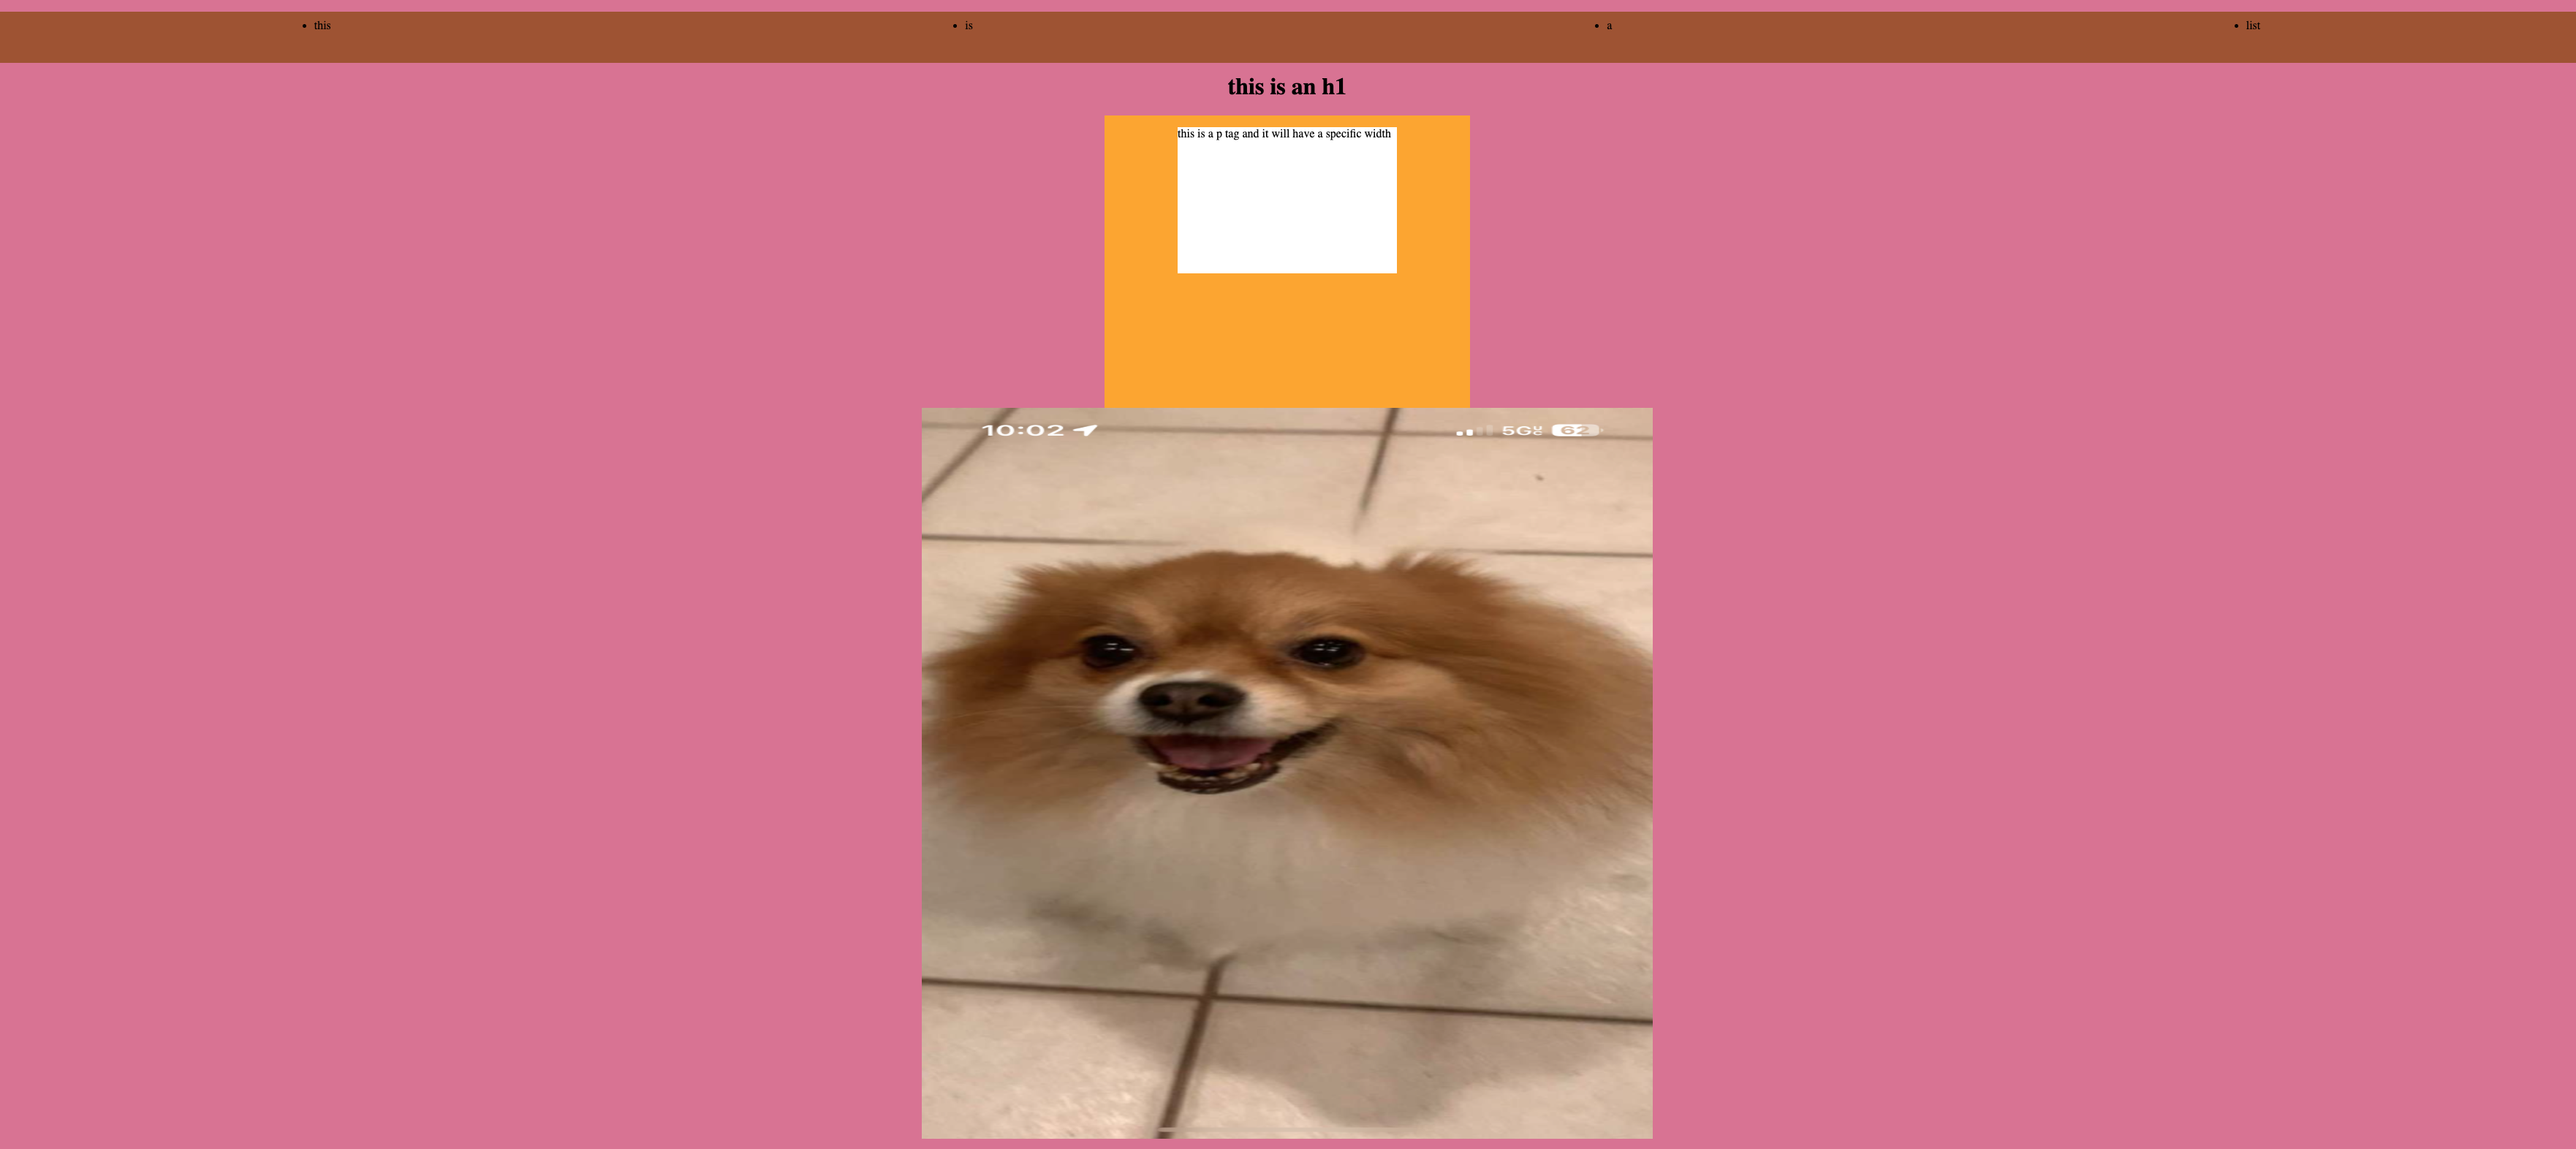 this
is
a
list
this is an h1
this is a p tag and it will have a specific width
10:02
5G
62